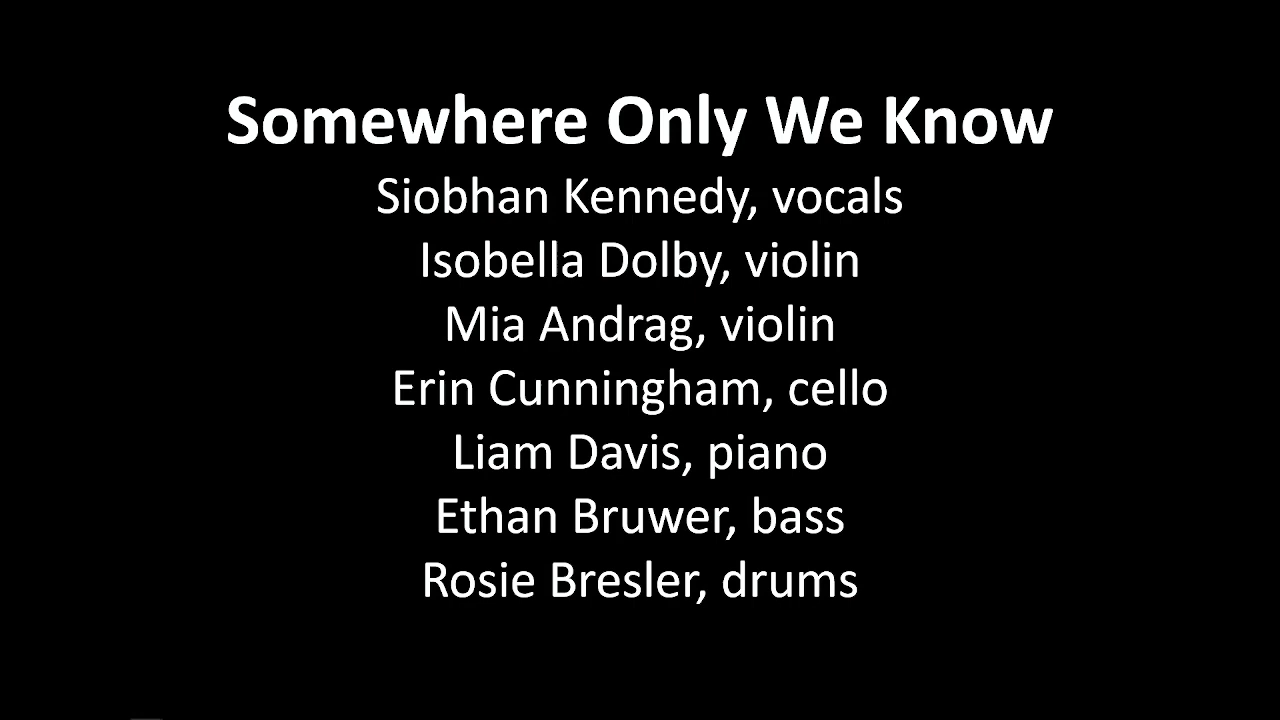 Somewhere Only We Know
Siobhan Kennedy, vocals
Isobella Dolby, violin
Mia Andrag, violin
Erin Cunningham, cello
Liam Davis, piano
Ethan Bruwer, bass
Rosie Bresler, drums